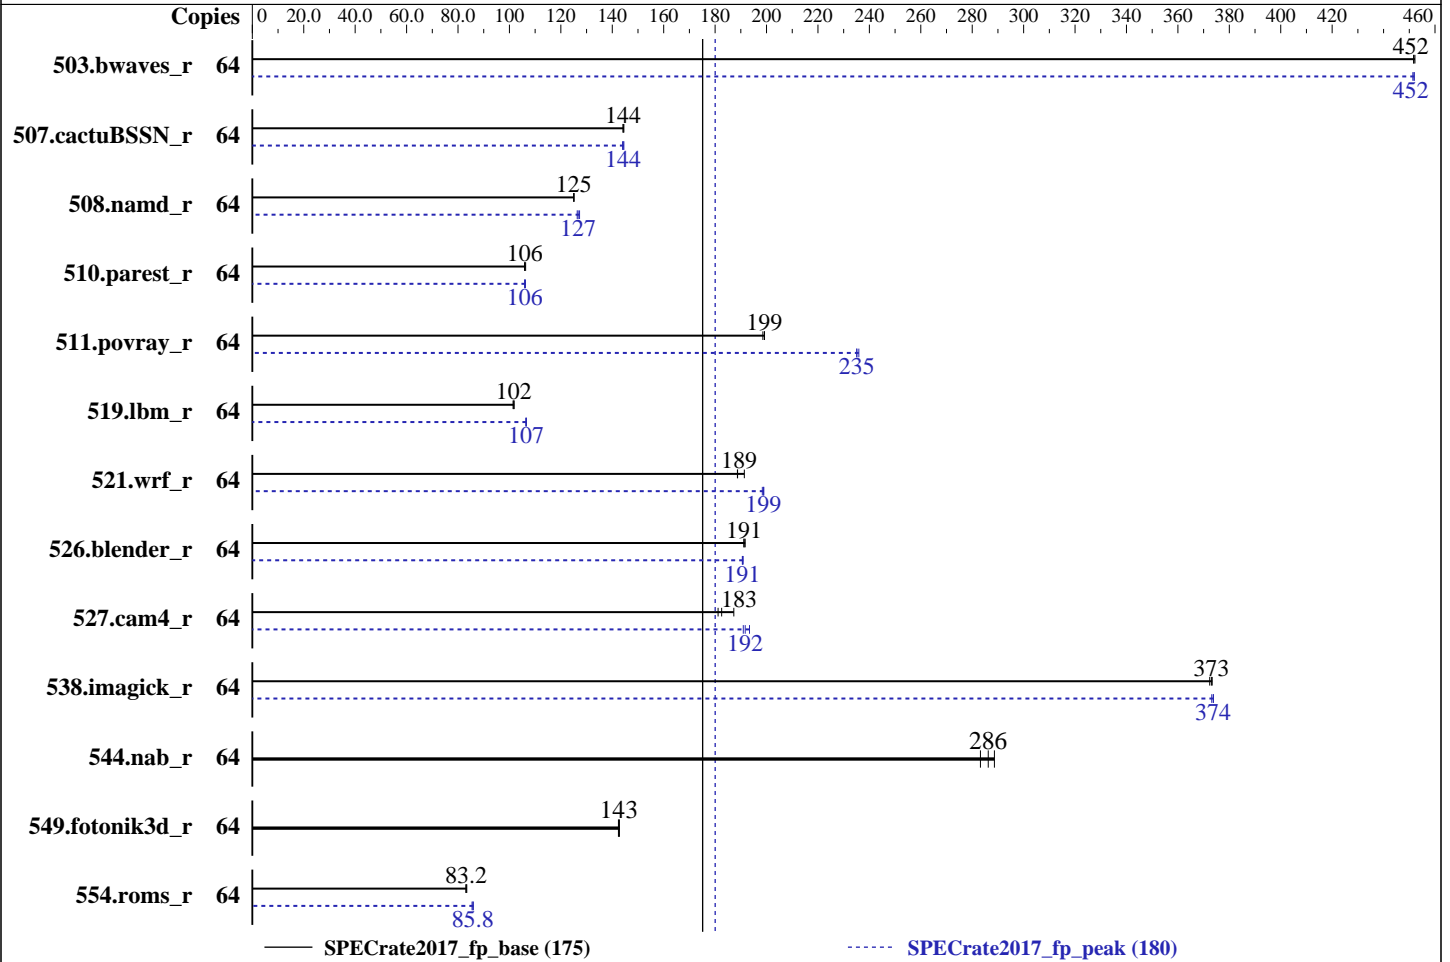 Copies 0 20.0 40.0 60.0 80.0 100 120 140 160 180 200 220 240 260 280 300 320 340 360 380 400 420 460
503.bwaves_r 64 452
452
507.cactuBSSN_r 64 144
144
508.namd_r 64 125
127
510.parest_r 64 106
106
511.povray_r 64 199
235
519.lbm_r 64 102
107
521.wrf_r 64 189
199
526.blender_r 64 191
191
527.cam4_r 64 183
192
538.imagick_r 64 373
374
544.nab_r 64 286
549.fotonik3d_r 64 143
554.roms_r 64 83.2
85.8
SPECrate2017_fp_base (175) SPECrate2017_fp_peak (180)